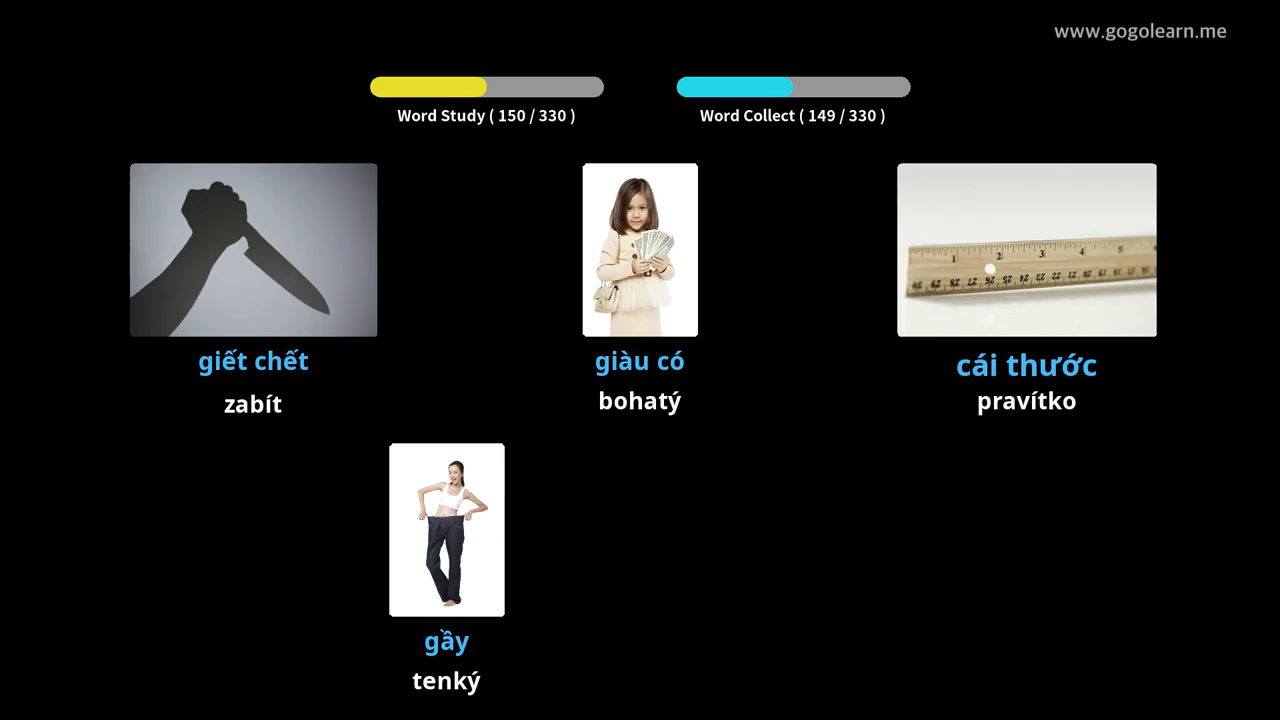 www.gogolearn.me
Word Study ( 150 / 330 )
Word Collect ( 149 / 330 )
giết chết
zabít
giàu có
bohatý
cái thước
pravítko
gầy
tenký